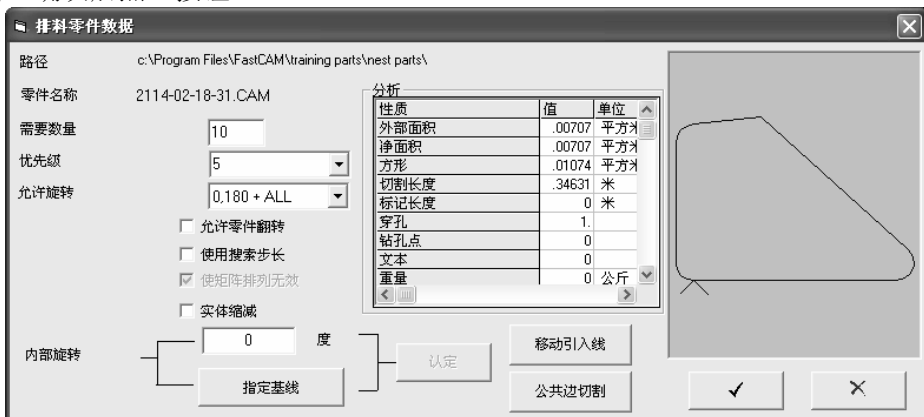 排料零件数据
路径 c:\Program Files\FastCAM\training parts\nest parts\
零件名称 2114-02-18-31.CAM
需要数量 10
优先级 5
允许旋转 0,180 + ALL
允许零件翻转
使用搜索步长
使矩阵排列无效
实体缩减
内部旋转 0 度
指定基线
认定
分析
性质 值 单位
外部面积 .00707 平方米
净面积 .00707 平方米
方形 .01074 平方米
切割长度 .34631 米
标记长度 0 米
穿孔 1.
钻孔点 0
文本 0
重量 0 公斤
移动引入线
公共边切割